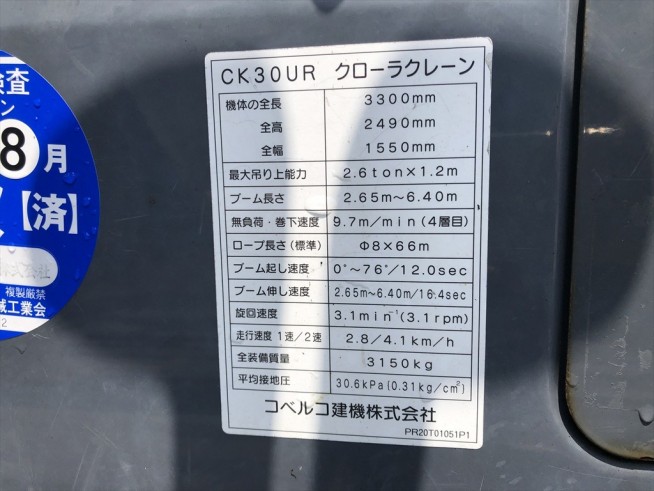 検査
ン
8月
【済】
株式会社
複製厳禁
械工業会
2
CK30UR クローラクレーン
機体の全長 3300mm
全高 2490mm
全幅 1550mm
最大吊り上能力 2.6ton×1.2m
ブーム長さ 2.65m〜6.40m
無負荷・巻下速度 9.7m/min(4層目)
ロープ長さ(標準) Φ8×66m
ブーム起し速度 0°〜76°/12.0sec
ブーム伸し速度 2.65m〜6.40m/16.4sec
旋回速度 3.1min⁻¹(3.1rpm)
走行速度 1速/2速 2.8/4.1km/h
全装備質量 3150kg
平均接地圧 30.6kPa(0.31kg/cm²)
コベルコ建機株式会社
PR20T01051P1